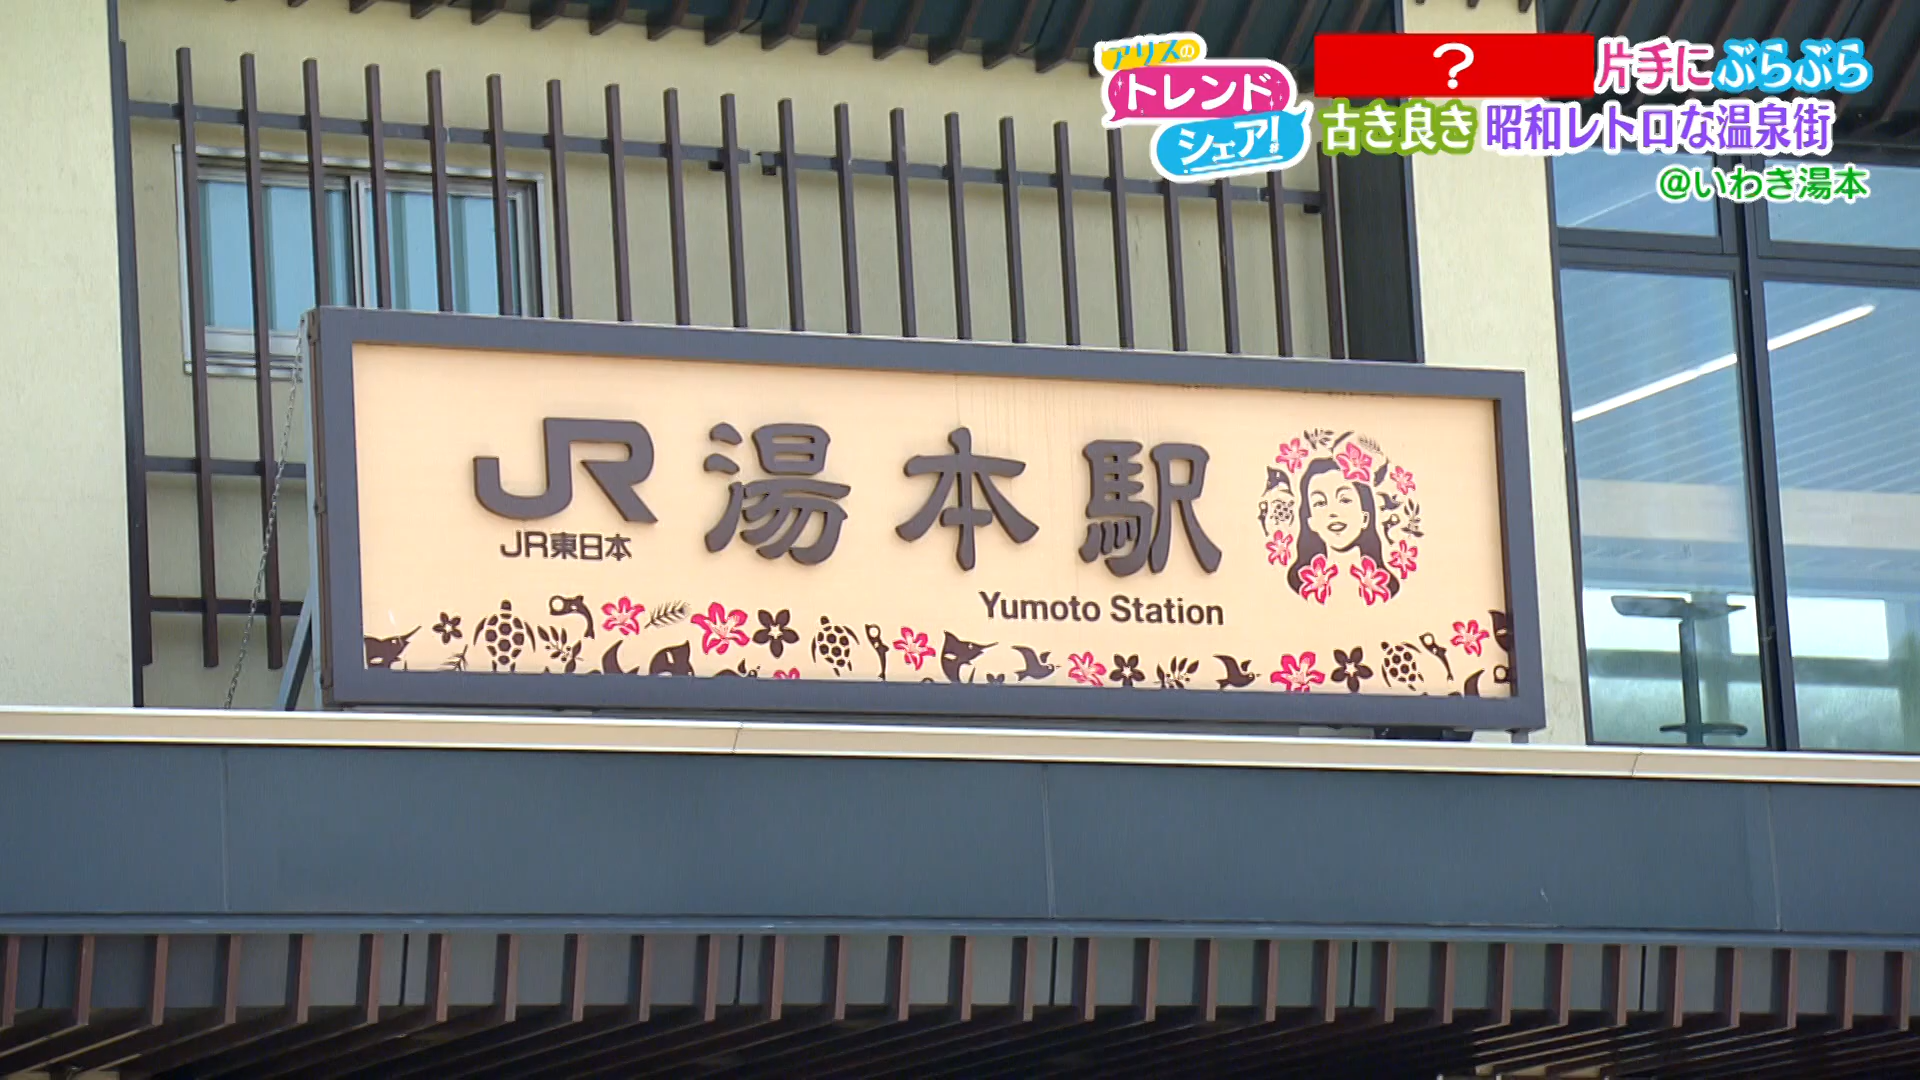 アリスの
トレンド
シェア!
?片手にぶらぶら
古き良き 昭和レトロな温泉街
@いわき湯本
JR 湯本駅
JR東日本
Yumoto Station